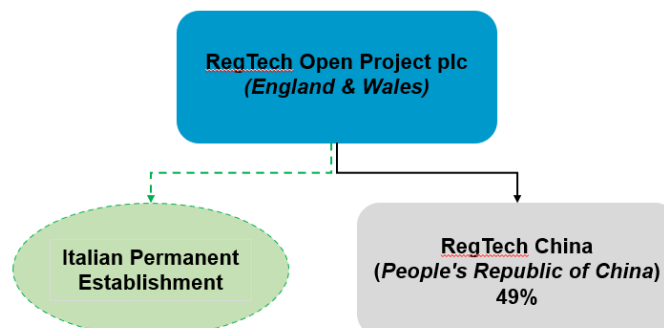 RegTech Open Project plc
(England & Wales)
Italian Permanent
Establishment
RegTech China
(People's Republic of China)
49%